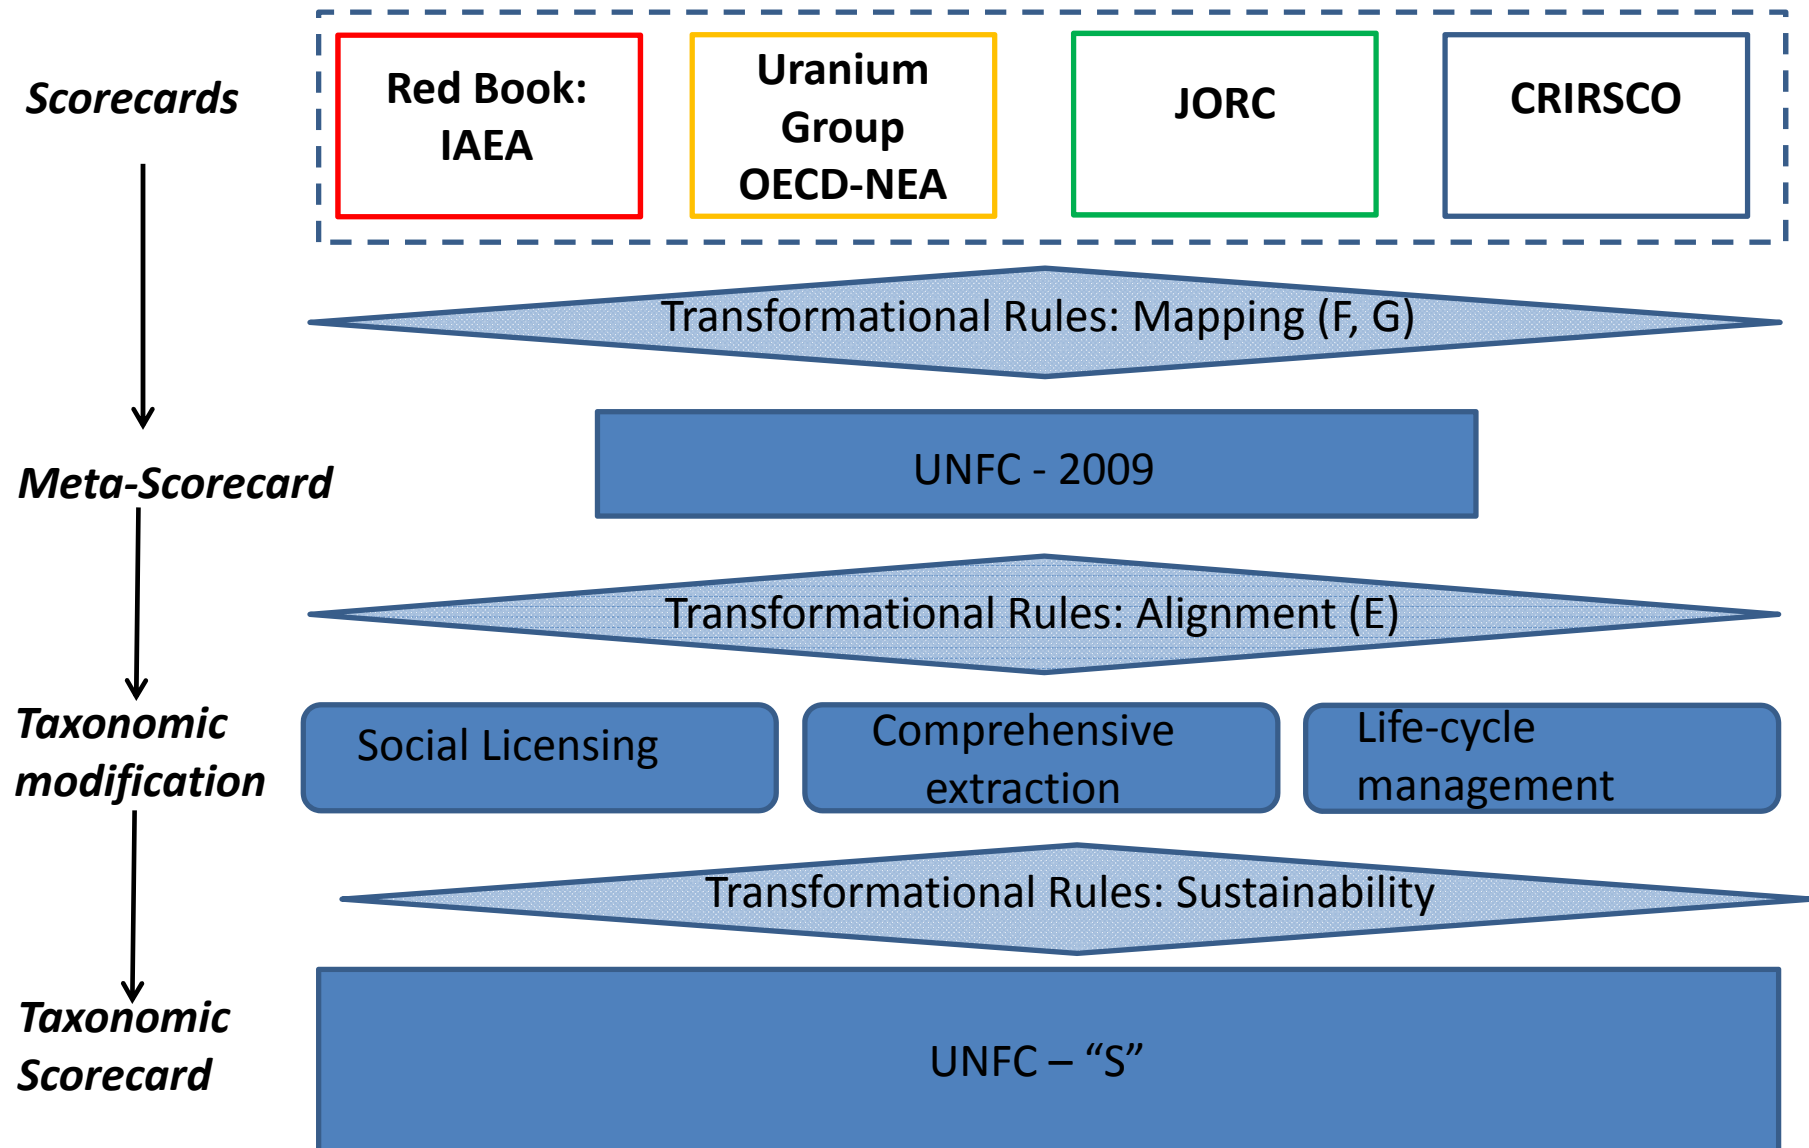 Scorecards
Red Book:
IAEA
Uranium
Group
OECD-NEA
JORC
CRIRSCO
Transformational Rules: Mapping (F, G)
Meta-Scorecard
UNFC - 2009
Transformational Rules: Alignment (E)
Taxonomic
modification
Social Licensing
Comprehensive
extraction
Life-cycle
management
Transformational Rules: Sustainability
Taxonomic
Scorecard
UNFC – “S”